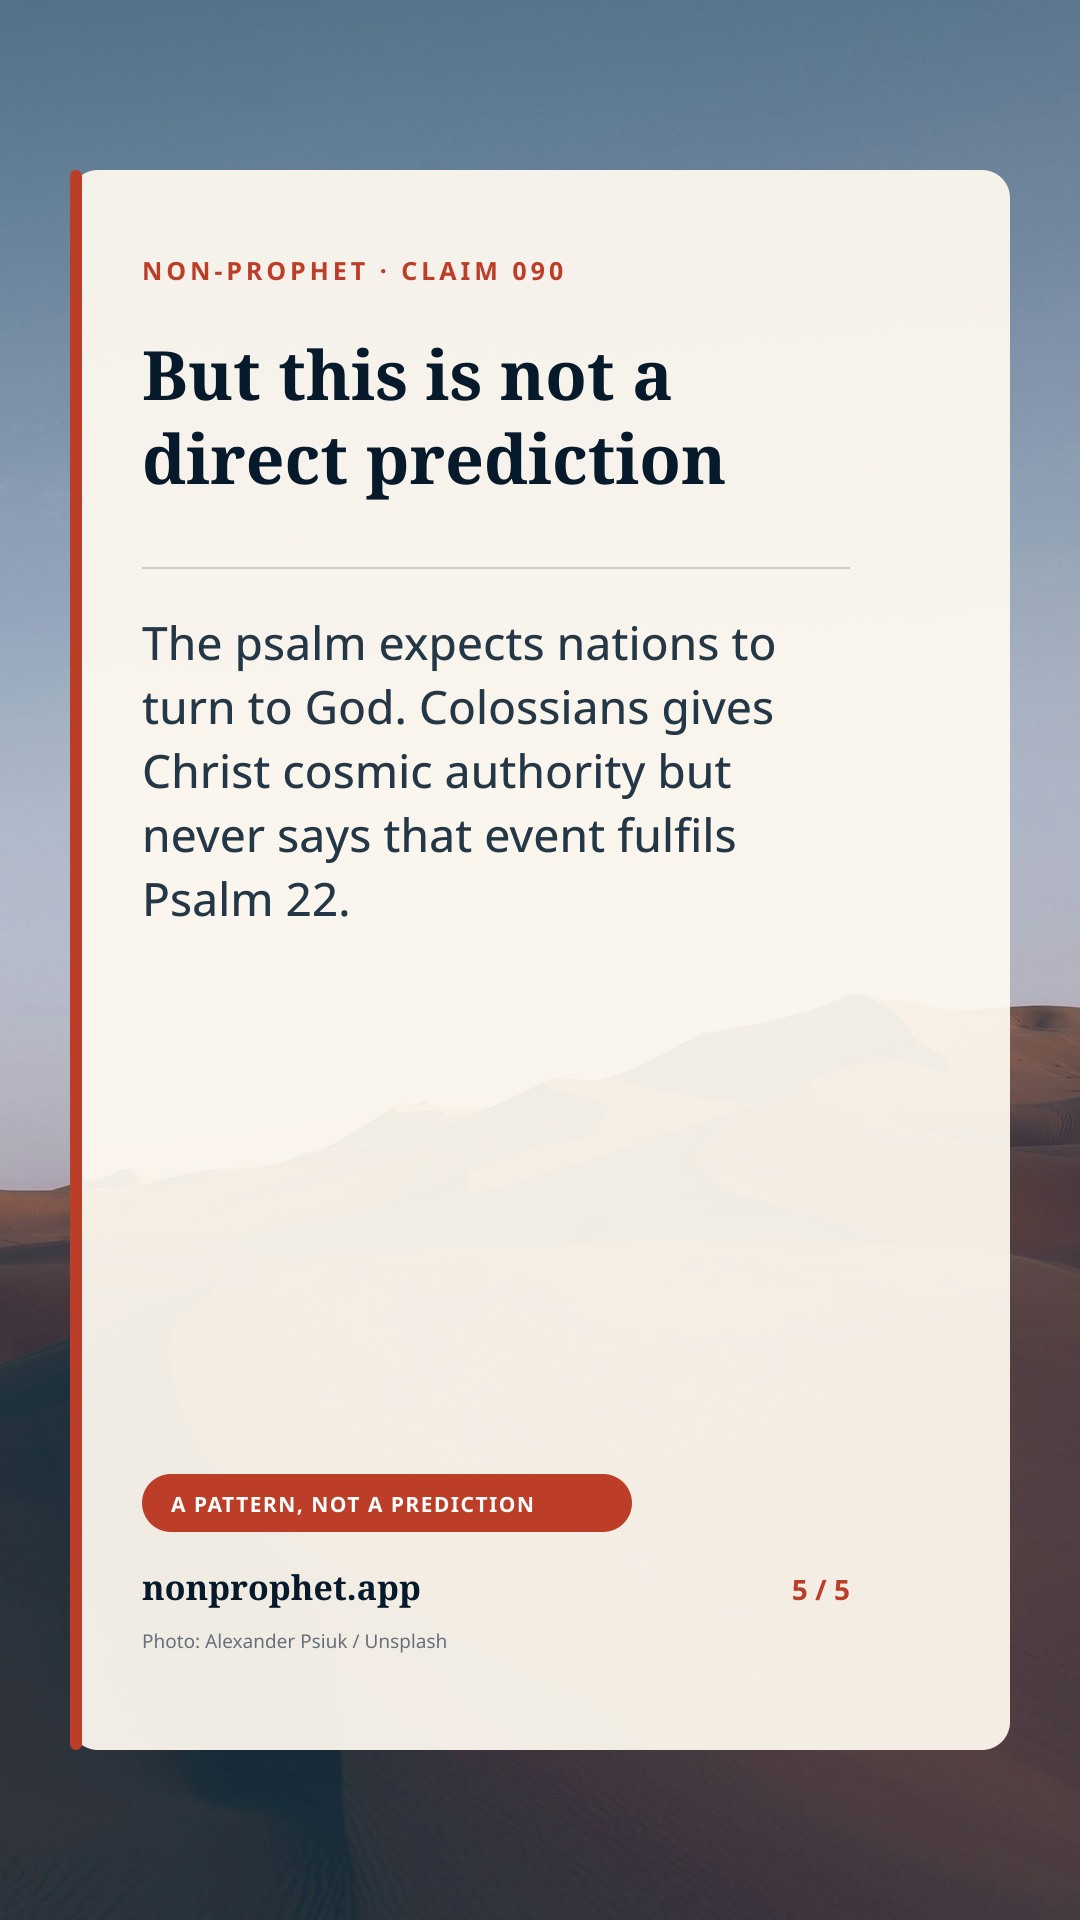 NON-PROPHET · CLAIM 090
But this is not a
direct prediction
The psalm expects nations to
turn to God. Colossians gives
Christ cosmic authority but
never says that event fulfils
Psalm 22.
A PATTERN, NOT A PREDICTION
nonprophet.app
5 / 5
Photo: Alexander Psiuk / Unsplash